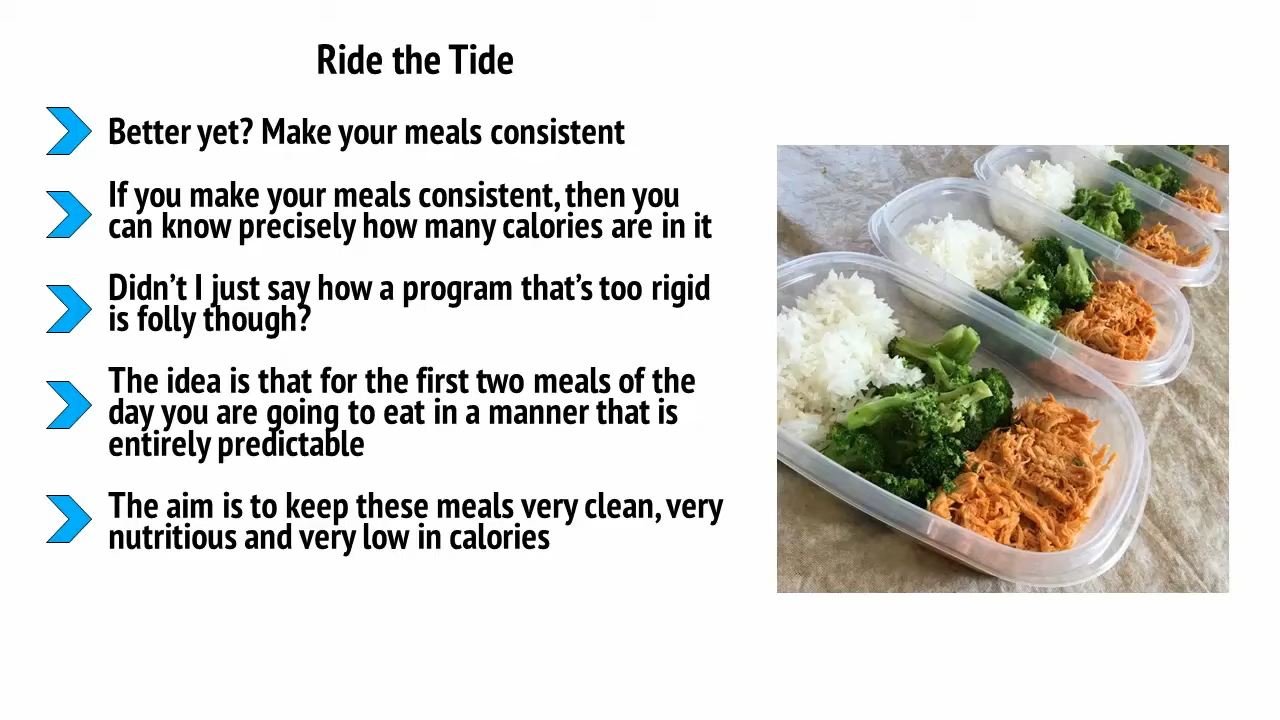 Ride the Tide
Better yet? Make your meals consistent
If you make your meals consistent, then you
can know precisely how many calories are in it
Didn’t I just say how a program that’s too rigid
is folly though?
The idea is that for the first two meals of the
day you are going to eat in a manner that is
entirely predictable
The aim is to keep these meals very clean, very
nutritious and very low in calories